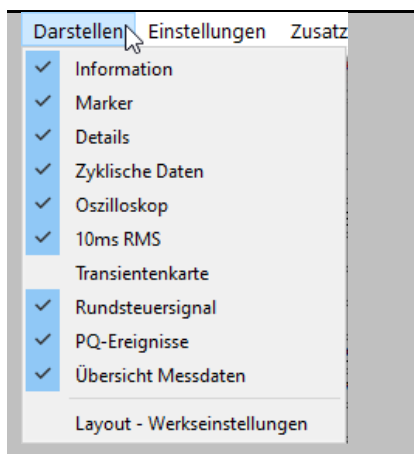 Darstellen Einstellungen Zusatz
Information
Marker
Details
Zyklische Daten
Oszilloskop
10ms RMS
Transientenkarte
Rundsteuersignal
PQ-Ereignisse
Übersicht Messdaten
Layout - Werkseinstellungen